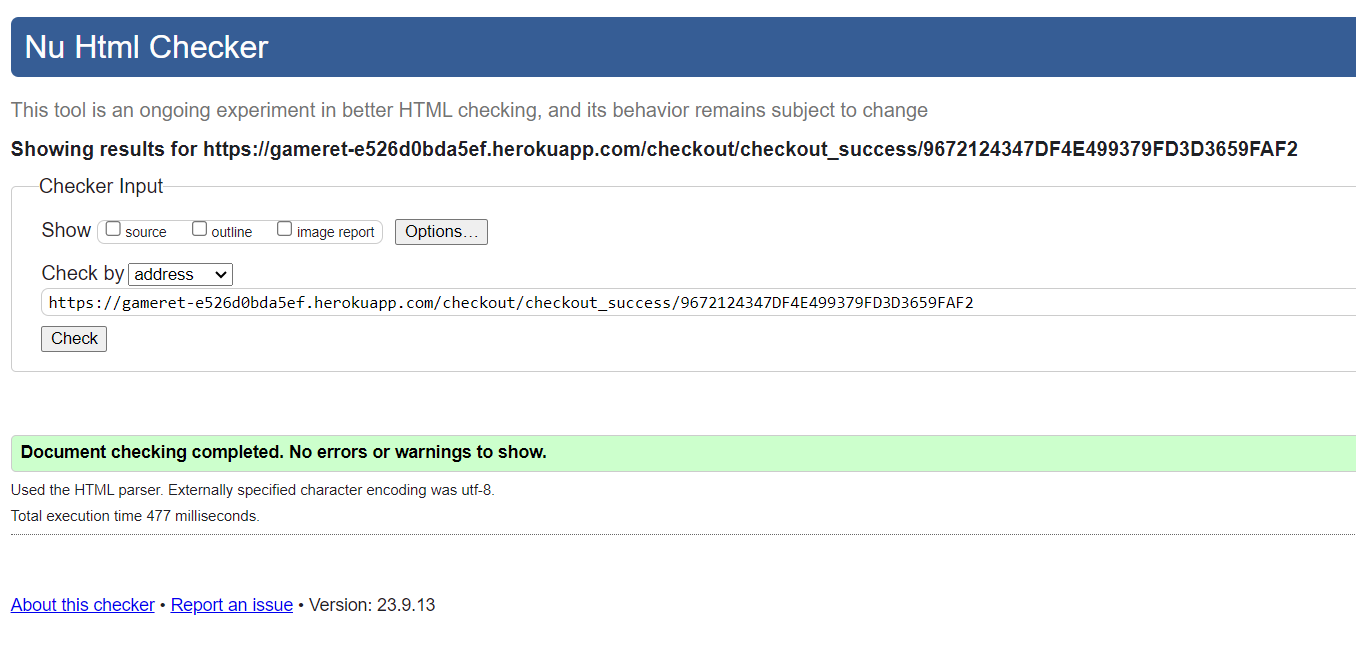 Nu Html Checker
This tool is an ongoing experiment in better HTML checking, and its behavior remains subject to change
Showing results for https://gameret-e526d0bda5ef.herokuapp.com/checkout/checkout_success/9672124347DF4E499379FD3D3659FAF2
Checker Input
Show source outline image report Options…
Check by address
https://gameret-e526d0bda5ef.herokuapp.com/checkout/checkout_success/9672124347DF4E499379FD3D3659FAF2
Check
Document checking completed. No errors or warnings to show.
Used the HTML parser. Externally specified character encoding was utf-8.
Total execution time 477 milliseconds.
About this checker • Report an issue • Version: 23.9.13